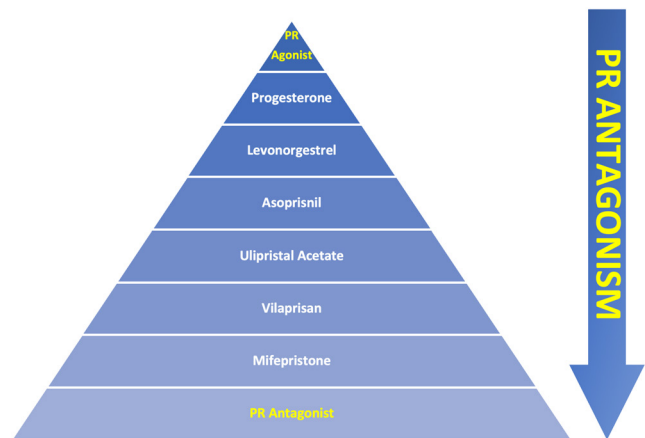 PR
Agonist
Progesterone
Levonorgestrel
Asoprisnil
Ulipristal Acetate
Vilaprisan
Mifepristone
PR Antagonist
PR ANTAGONISM